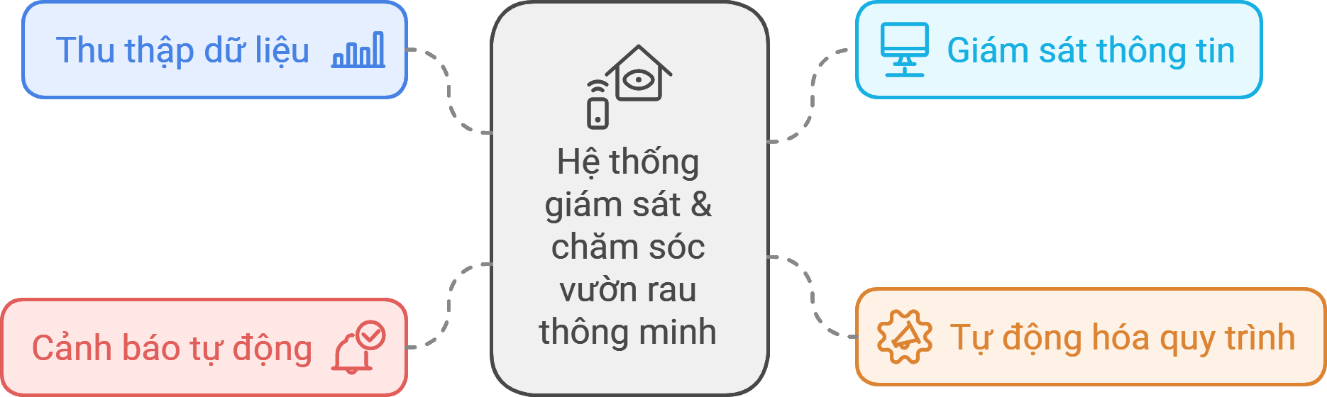 Thu thập dữ liệu
Giám sát thông tin
Hệ thống
giám sát &
chăm sóc
vườn rau
thông minh
Cảnh báo tự động
Tự động hóa quy trình